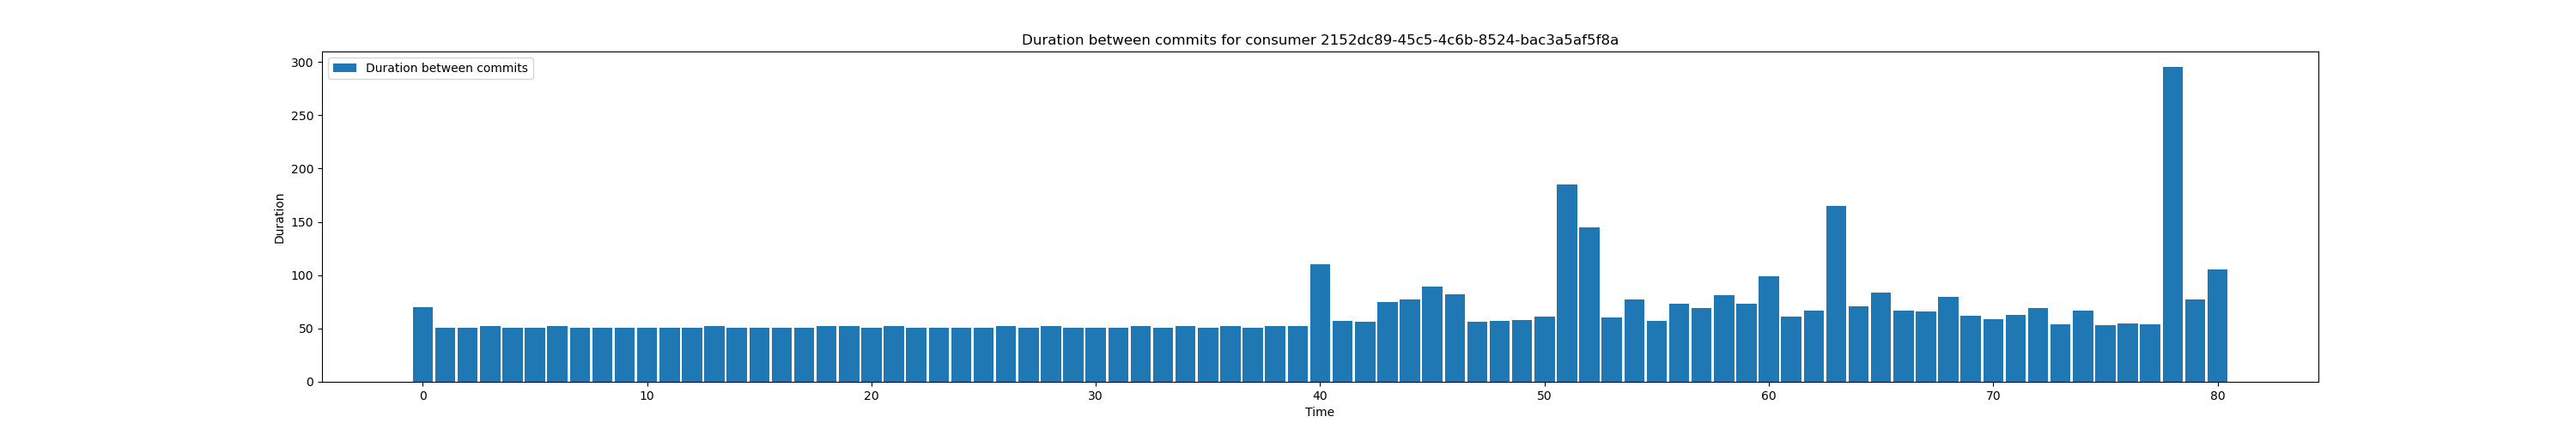 Duration between commits for consumer 2152dc89-45c5-4c6b-8524-bac3a5af5f8a
Duration between commits
300
250
200
150
100
50
0
Duration
0 10 20 30 40 50 60 70 80
Time